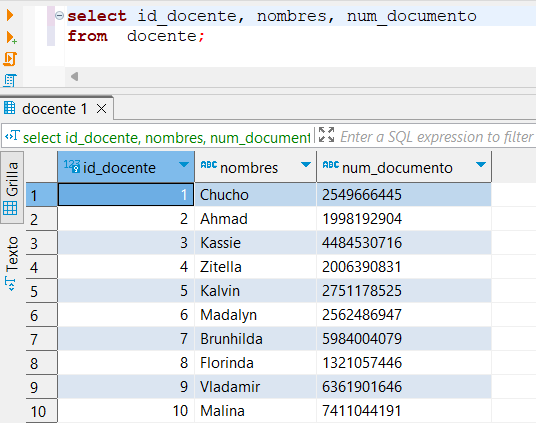 select id_docente, nombres, num_documento
from  docente;
docente 1
select id_docente, nombres, num_document
Enter a SQL expression to filter
Grilla
Texto
123 id_docente ABC nombres ABC num_documento
1 1 Chucho 2549666445
2 2 Ahmad 1998192904
3 3 Kassie 4484530716
4 4 Zitella 2006390831
5 5 Kalvin 2751178525
6 6 Madalyn 2562486947
7 7 Brunhilda 5984004079
8 8 Florinda 1321057446
9 9 Vladamir 6361901646
10 10 Malina 7411044191